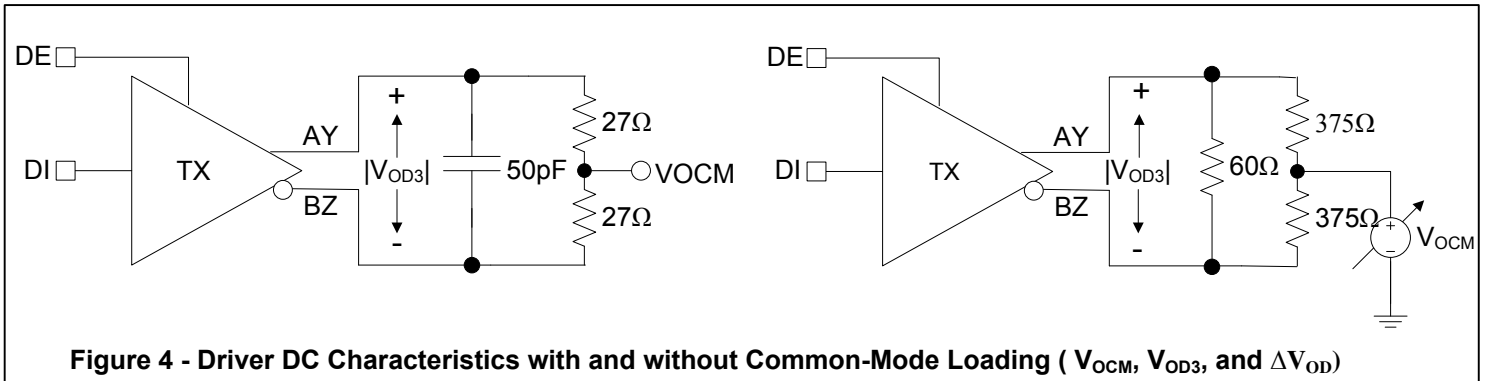 DE
DI
TX
AY
BZ
+
|VOD3|
-
50pF
27Ω
27Ω
VOCM
DE
DI
TX
AY
BZ
+
|VOD3|
-
60Ω
375Ω
375Ω
+
−
VOCM
Figure 4 - Driver DC Characteristics with and without Common-Mode Loading ( VOCM, VOD3, and ΔVOD)